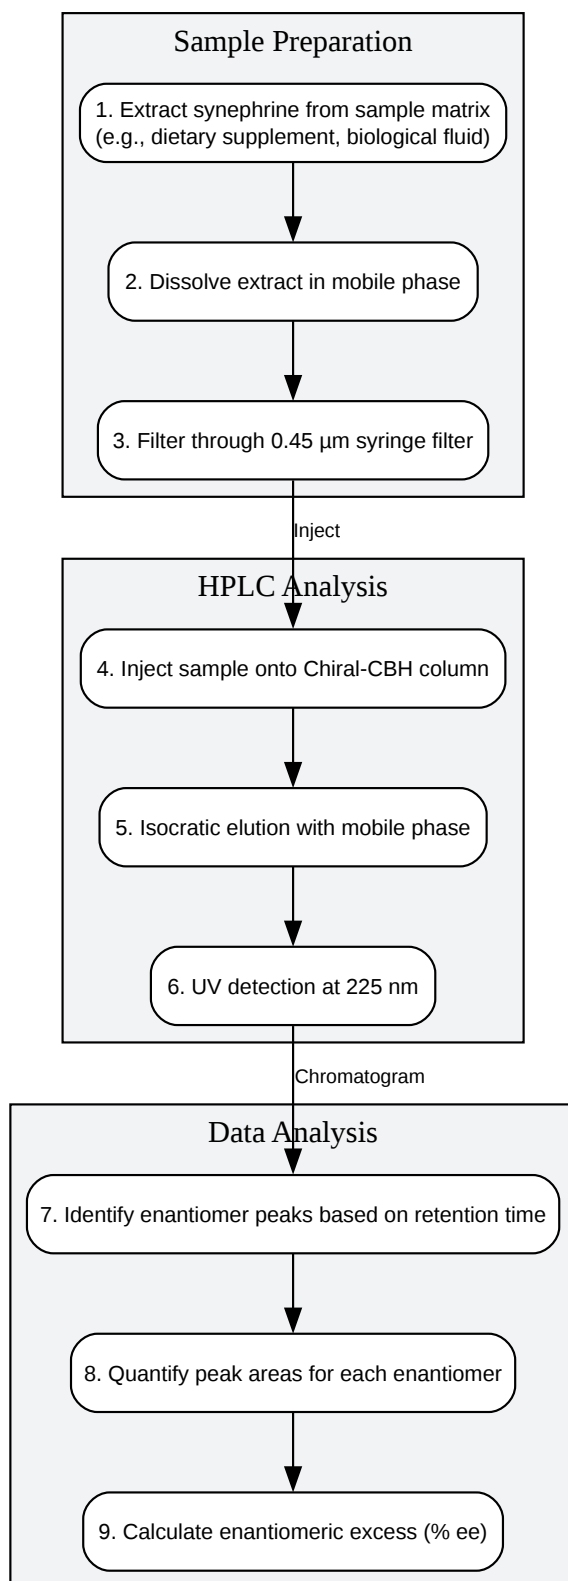 Sample Preparation
1. Extract synephrine from sample matrix
(e.g., dietary supplement, biological fluid)
2. Dissolve extract in mobile phase
3. Filter through 0.45 µm syringe filter
Inject
HPLC Analysis
4. Inject sample onto Chiral-CBH column
5. Isocratic elution with mobile phase
6. UV detection at 225 nm
Chromatogram
Data Analysis
7. Identify enantiomer peaks based on retention time
8. Quantify peak areas for each enantiomer
9. Calculate enantiomeric excess (% ee)